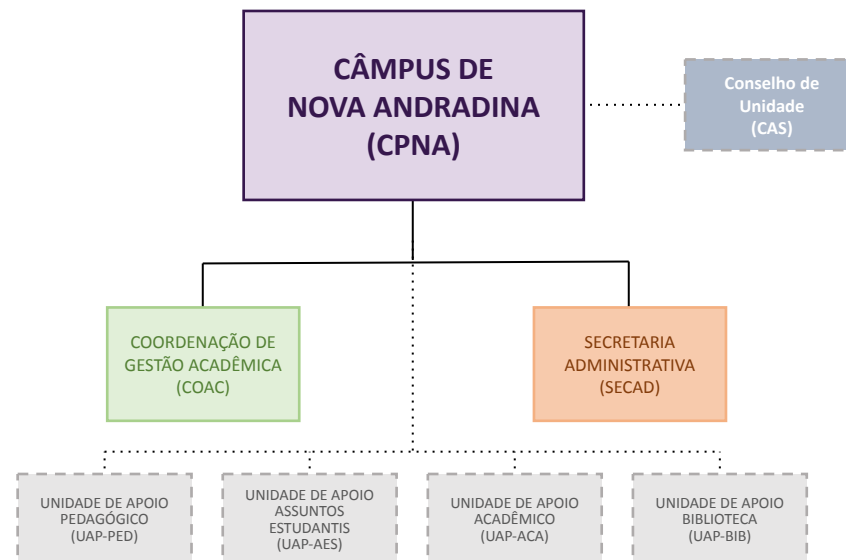 CÂMPUS DE
NOVA ANDRADINA
(CPNA)
Conselho de
Unidade
(CAS)
COORDENAÇÃO DE
GESTÃO ACADÊMICA
(COAC)
SECRETARIA
ADMINISTRATIVA
(SECAD)
UNIDADE DE APOIO
PEDAGÓGICO
(UAP-PED)
UNIDADE DE APOIO
ASSUNTOS
ESTUDANTIS
(UAP-AES)
UNIDADE DE APOIO
ACADÊMICO
(UAP-ACA)
UNIDADE DE APOIO
BIBLIOTECA
(UAP-BIB)